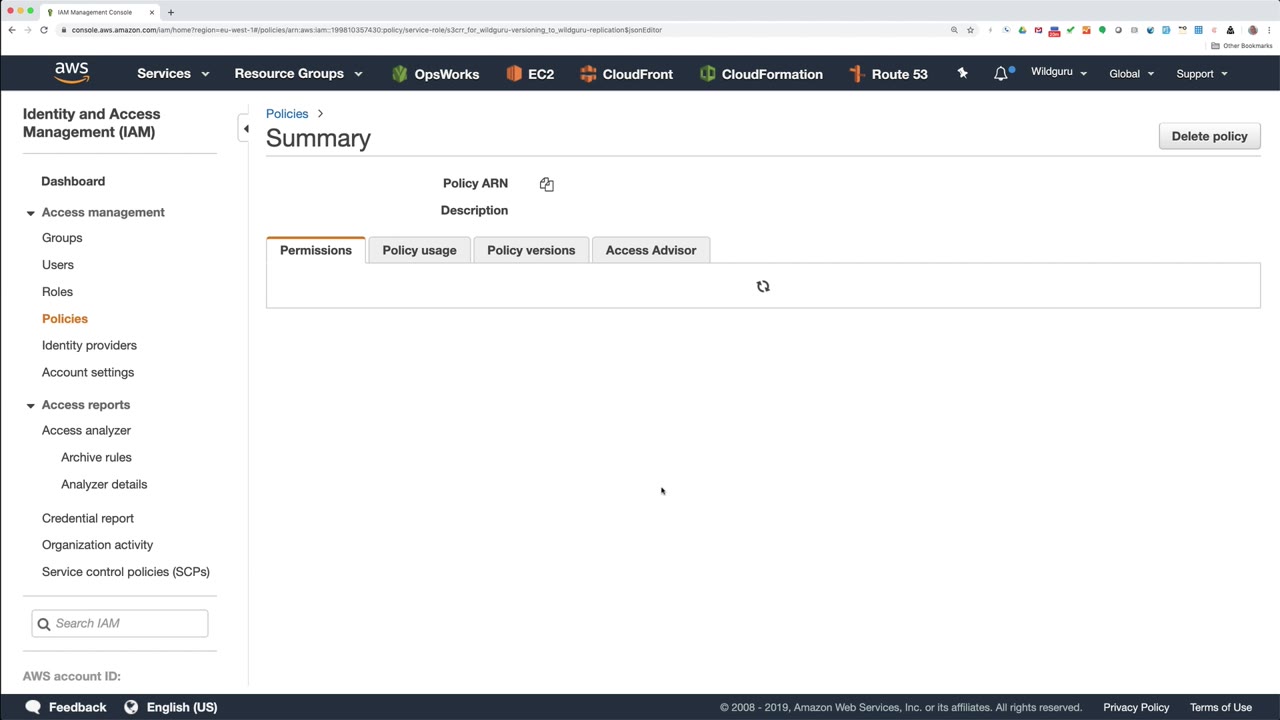 IAM Management Console
console.aws.amazon.com/iam/home?region=eu-west-1#/policies/arn:aws:iam::199810357430:policy/service-role/s3crr_for_wildguru-versioning_to_wildguru-replication$jsonEditor
Other Bookmarks
aws
Services
Resource Groups
OpsWorks
EC2
CloudFront
CloudFormation
Route 53
Wildguru
Global
Support
Identity and Access
Management (IAM)
Dashboard
Access management
Groups
Users
Roles
Policies
Identity providers
Account settings
Access reports
Access analyzer
Archive rules
Analyzer details
Credential report
Organization activity
Service control policies (SCPs)
Search IAM
AWS account ID:
Policies
Summary
Delete policy
Policy ARN
Description
Permissions
Policy usage
Policy versions
Access Advisor
Feedback
English (US)
© 2008 - 2019, Amazon Web Services, Inc. or its affiliates. All rights reserved.
Privacy Policy
Terms of Use